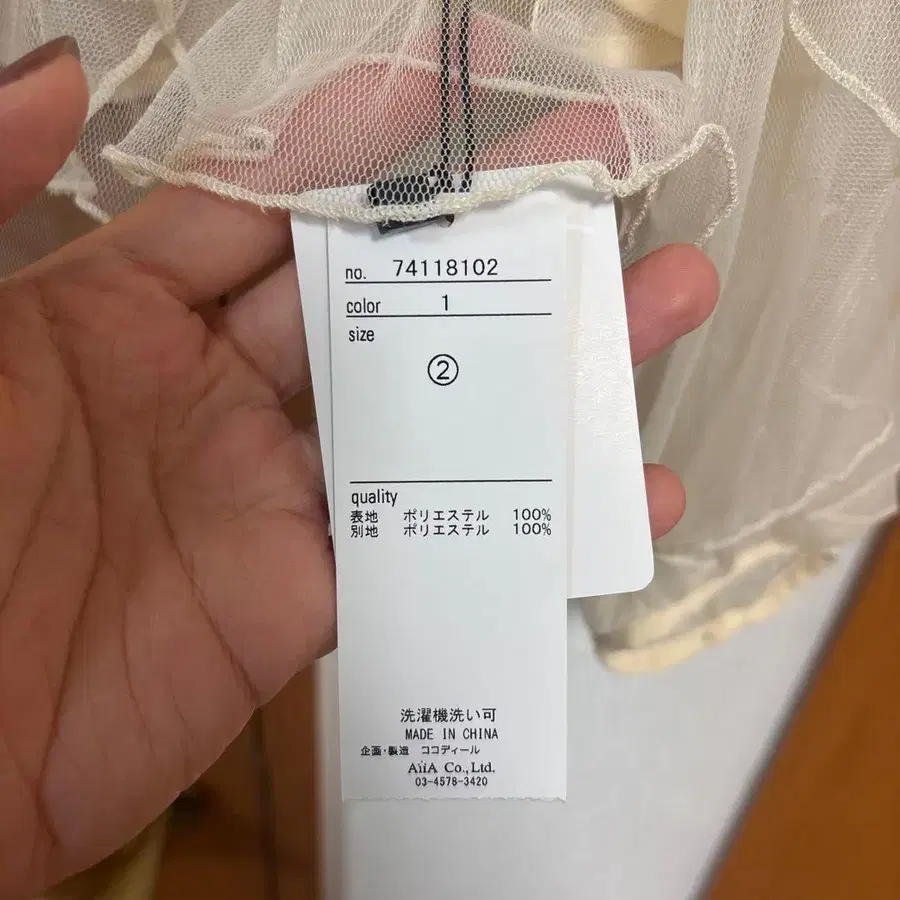 no. 74118102
color 1
size
②
quality
表地 ポリエステル 100%
別地 ポリエステル 100%
洗濯機洗い可
MADE IN CHINA
企画・製造 ココディール
AiiA Co.,Ltd.
03-4578-3420